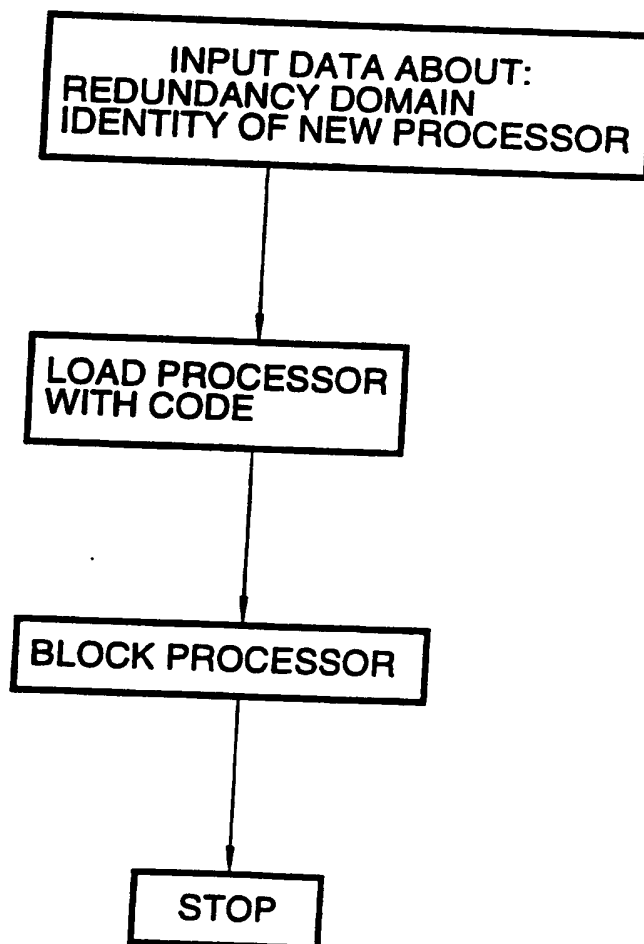 INPUT DATA ABOUT:
REDUNDANCY DOMAIN
IDENTITY OF NEW PROCESSOR
LOAD PROCESSOR
WITH CODE
BLOCK PROCESSOR
STOP